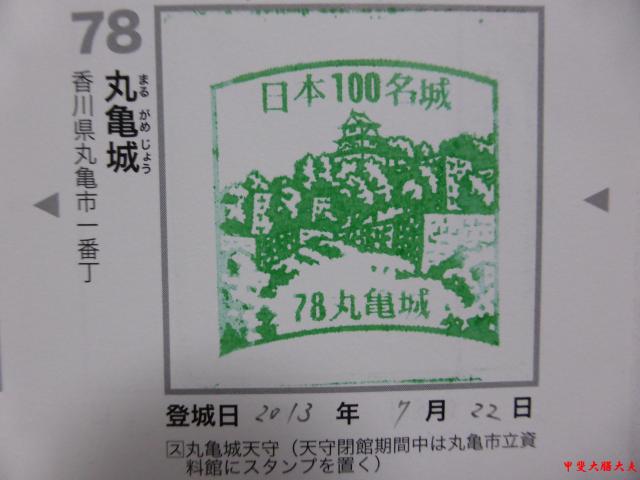 78
丸亀城
まる がめ じょう
香川県丸亀市一番丁
日本100名城
78丸亀城
登城日 2013 年 7 月 22 日
ス丸亀城天守（天守閉館期間中は丸亀市立資
料館にスタンプを置く）
甲斐大膳大夫